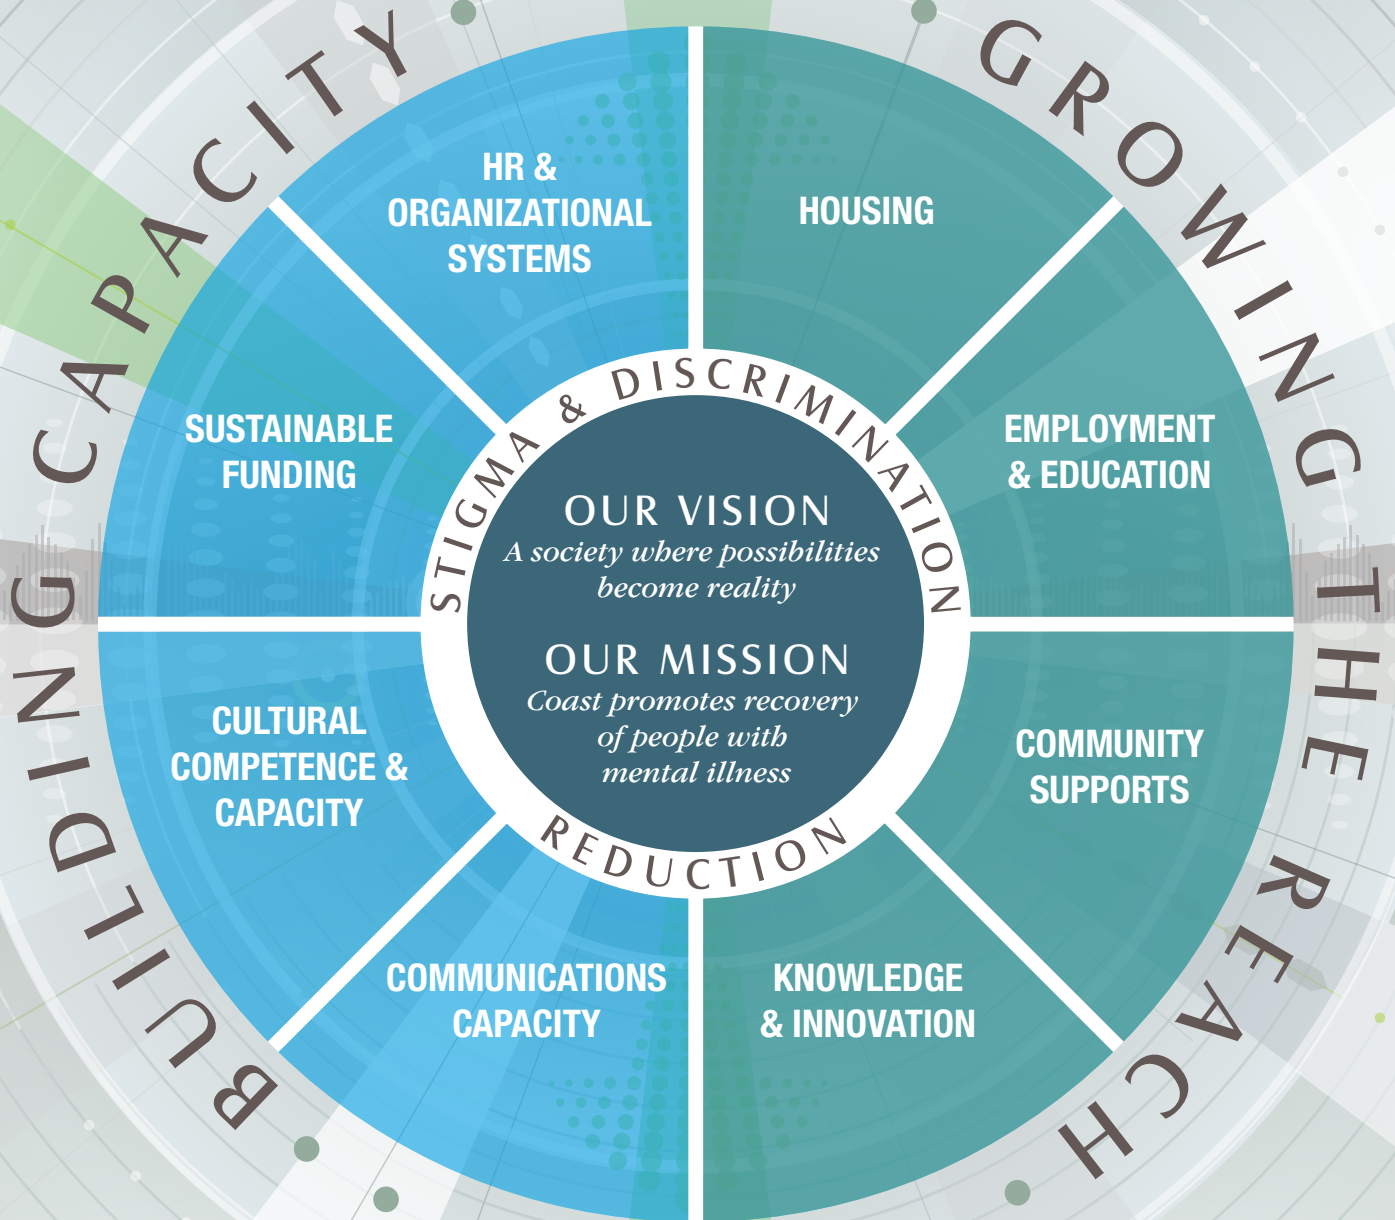 BUILDING CAPACITY
GROWING THE REACH
HR &
ORGANIZATIONAL
SYSTEMS
HOUSING
SUSTAINABLE
FUNDING
EMPLOYMENT
& EDUCATION
STIGMA & DISCRIMINATION
REDUCTION
OUR VISION
A society where possibilities
become reality
OUR MISSION
Coast promotes recovery
of people with
mental illness
CULTURAL
COMPETENCE &
CAPACITY
COMMUNITY
SUPPORTS
COMMUNICATIONS
CAPACITY
KNOWLEDGE
& INNOVATION